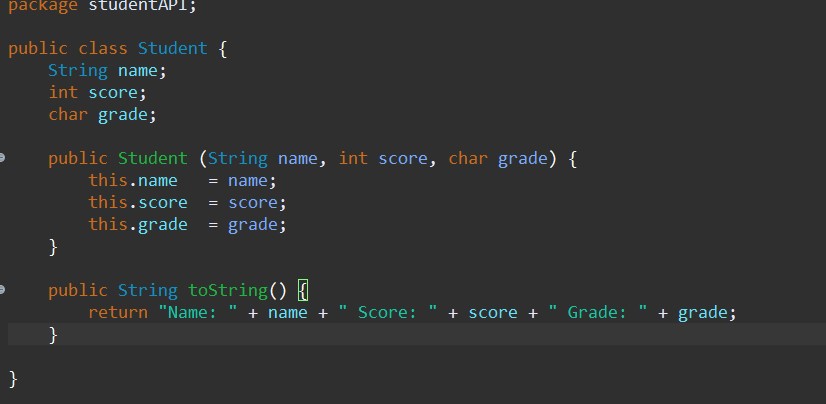 package studentAPI;
public class Student {
String name;
int score;
char grade;
public Student (String name, int score, char grade) {
this.name = name;
this.score = score;
this.grade = grade;
}
public String toString() {
return "Name: " + name + " Score: " + score + " Grade: " + grade;
}
}